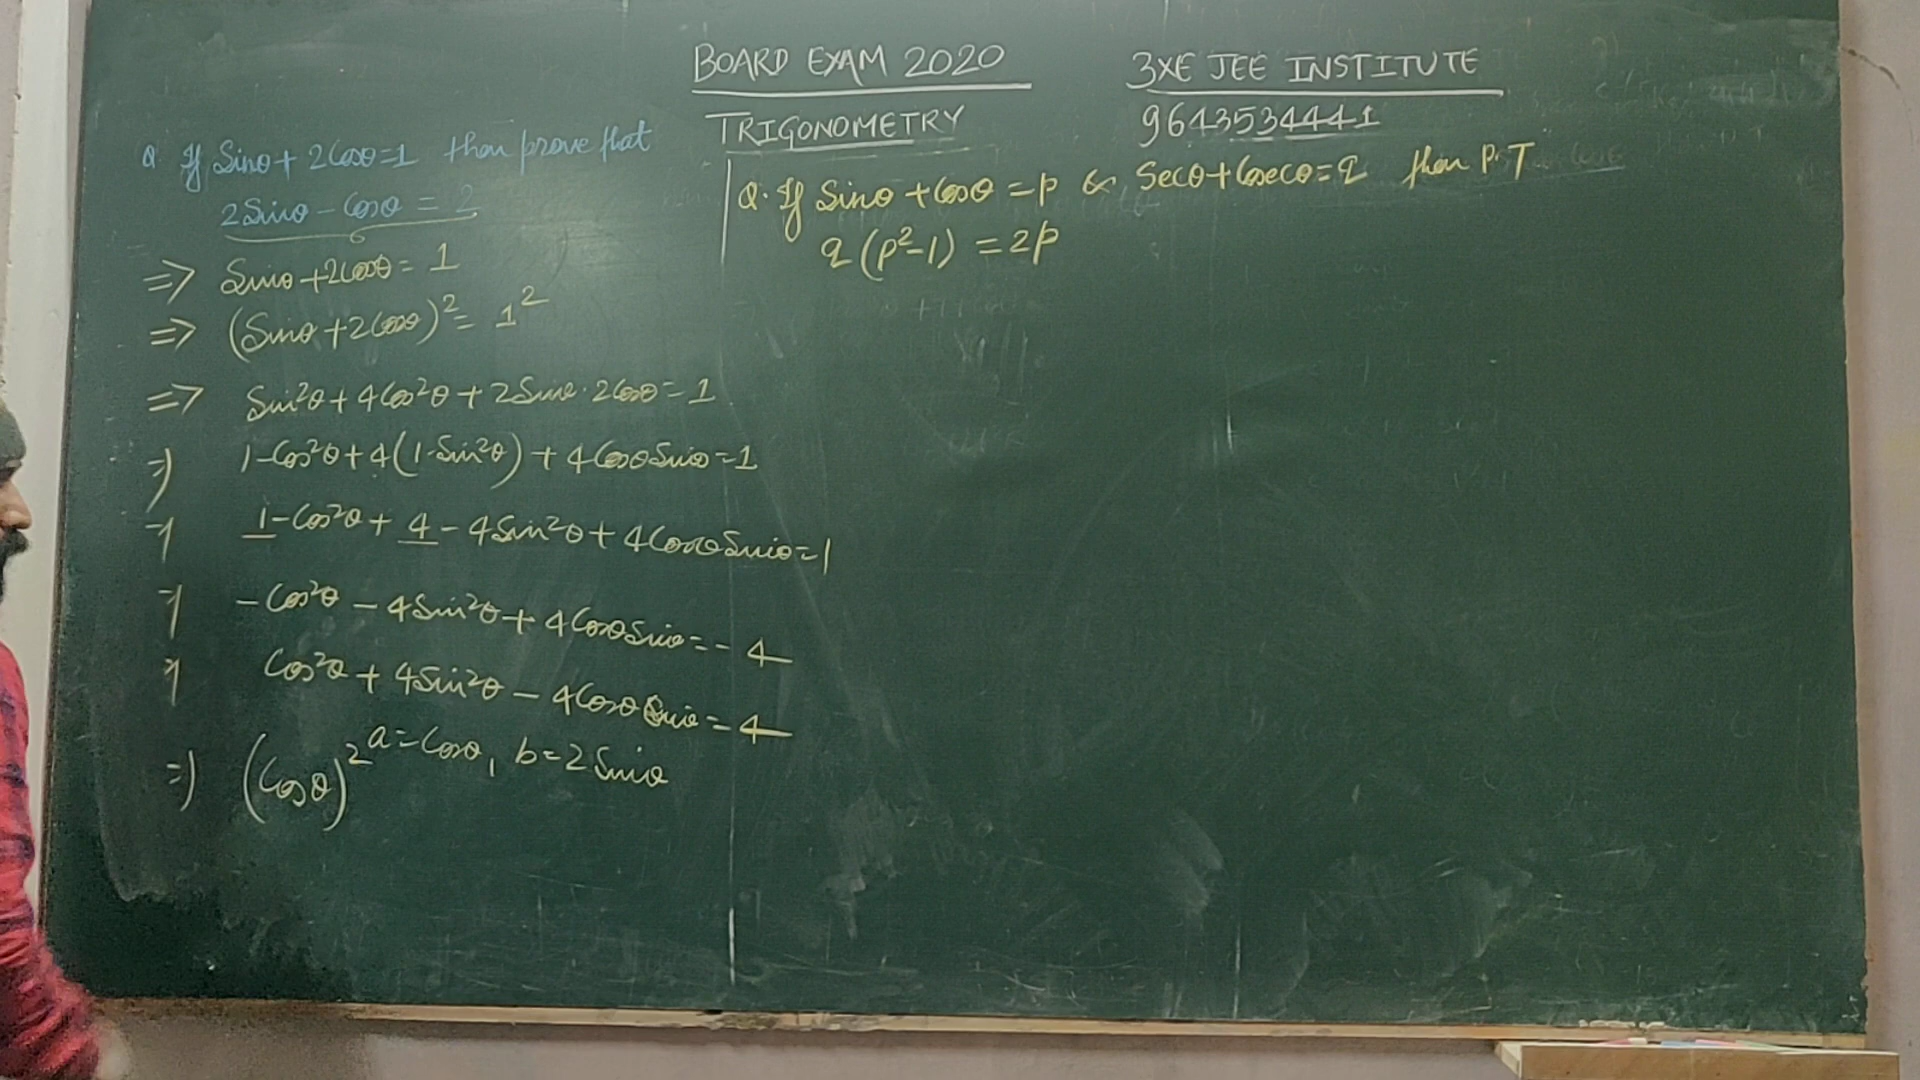 BOARD EXAM 2020
3XE JEE INSTITUTE
TRIGONOMETRY
9643534441
Q If Sinθ + 2Cosθ=1 then prove that
2Sinθ - Cosθ = 2
=> Sinθ+2Cosθ = 1
=> (Sinθ+2Cosθ)² = 1²
=> Sin²θ + 4Cos²θ + 2Sinθ·2Cosθ = 1
=) 1-Cos²θ+4(1-Sin²θ) + 4CosθSinθ=1
=) 1-Cos²θ + 4 - 4Sin²θ + 4CosθSinθ=1
=) -Cos²θ - 4Sin²θ + 4CosθSinθ = -4
=) Cos²θ + 4Sin²θ - 4CosθSinθ = 4
a=Cosθ, b=2Sinθ
=) (Cosθ)²
Q. If Sinθ + Cosθ = p & Secθ+Cosecθ=q then P.T
q(p²-1) = 2p